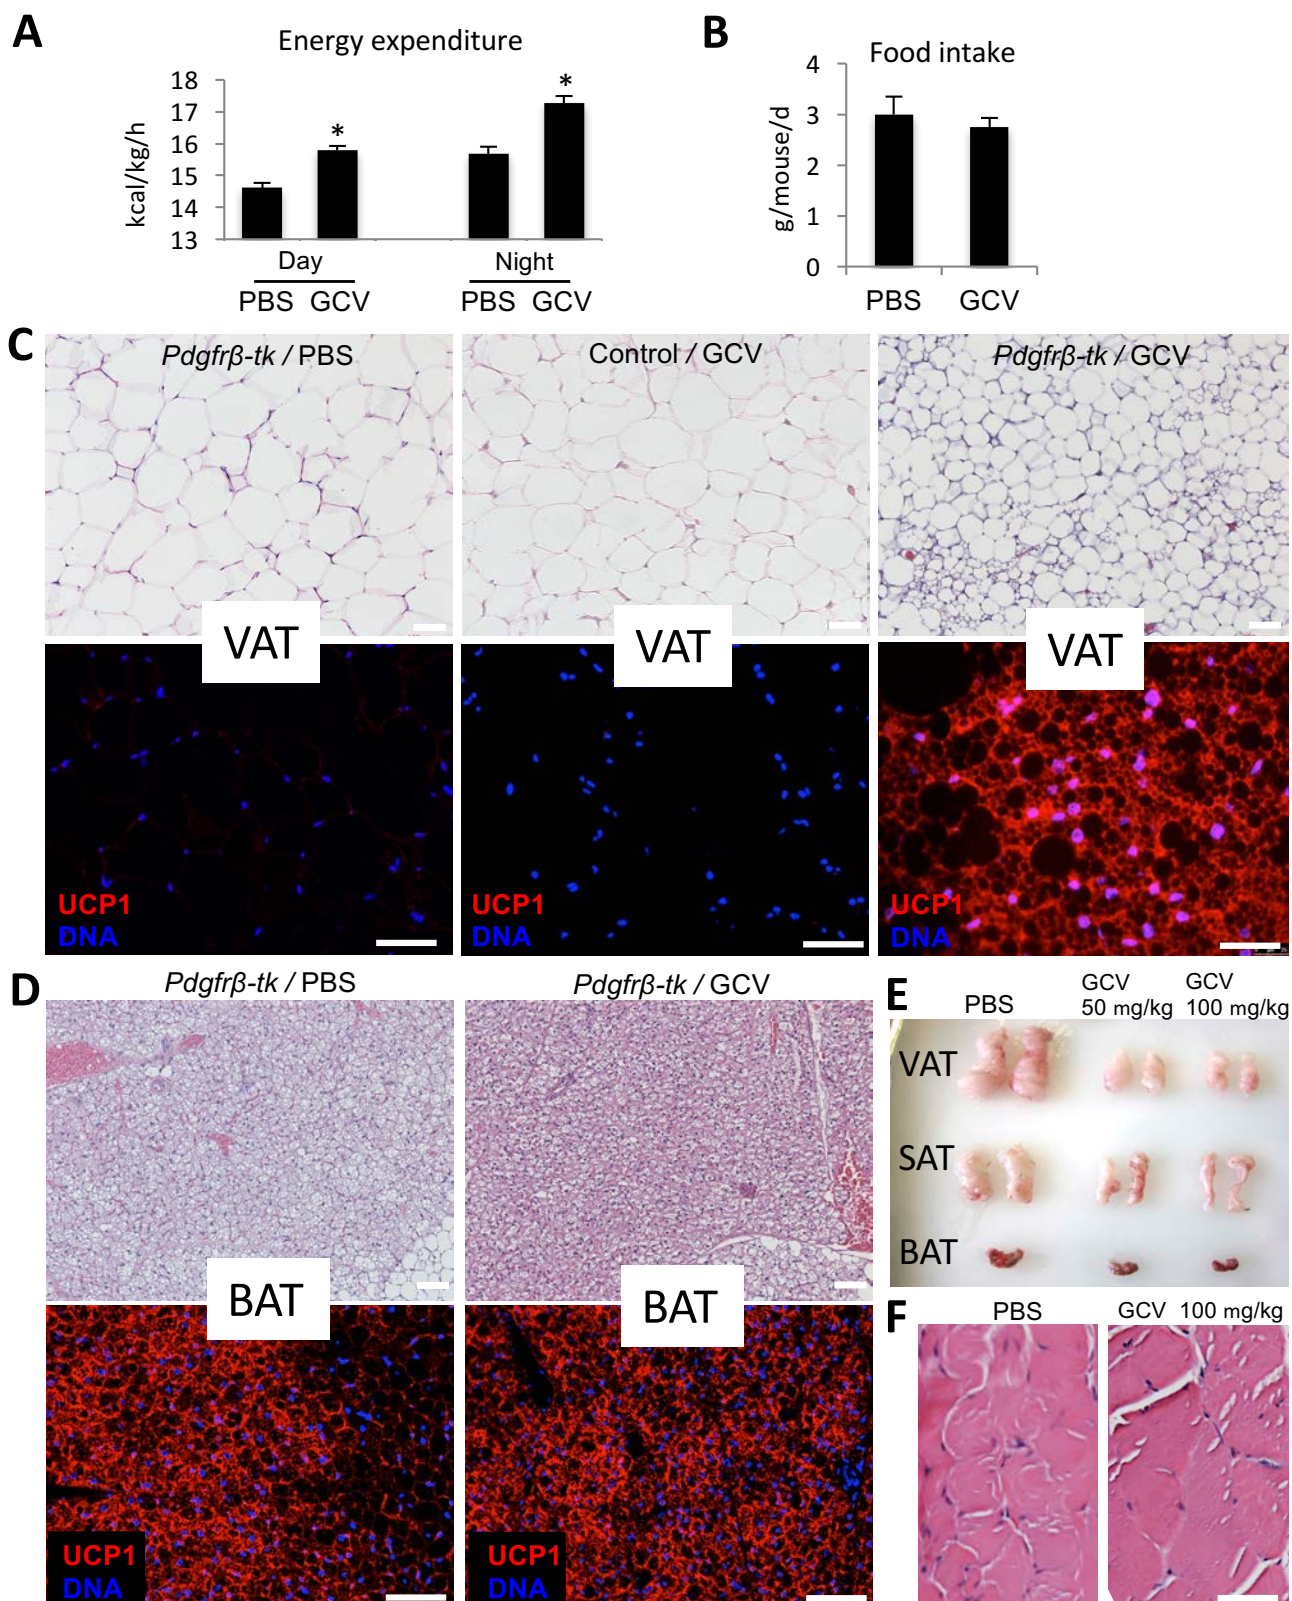 A
Energy expenditure
kcal/kg/h
18
17
16
15
14
13
*
*
Day
Night
PBS GCV
PBS GCV
B
Food intake
g/mouse/d
4
3
2
1
0
PBS
GCV
C
Pdgfrβ-tk / PBS
Control / GCV
Pdgfrβ-tk / GCV
VAT
VAT
VAT
UCP1
DNA
UCP1
DNA
UCP1
DNA
D
Pdgfrβ-tk / PBS
Pdgfrβ-tk / GCV
BAT
BAT
UCP1
DNA
UCP1
DNA
E
PBS
GCV
50 mg/kg
GCV
100 mg/kg
VAT
SAT
BAT
F
PBS
GCV 100 mg/kg